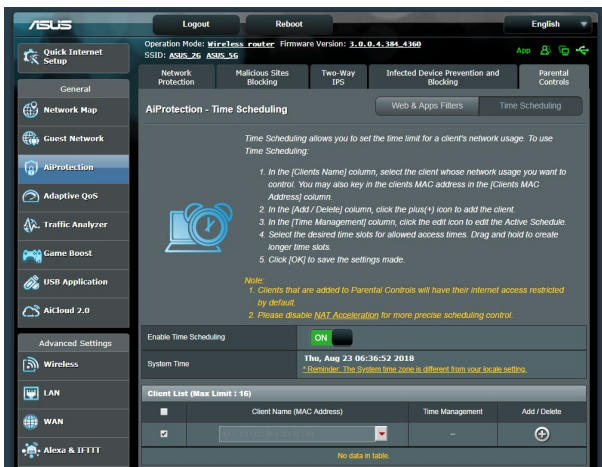 ASUS
Logout
Reboot
English
Quick Internet
Setup
Operation Mode: Wireless router Firmware Version: 3.0.0.4.384_4360
SSID: ASUS_2G ASUS_5G
App
General
Network Map
Guest Network
AiProtection
Adaptive QoS
Traffic Analyzer
Game Boost
USB Application
AiCloud 2.0
Advanced Settings
Wireless
LAN
WAN
Alexa & IFTTT
Network
Protection
Malicious Sites
Blocking
Two-Way
IPS
Infected Device Prevention and
Blocking
Parental
Controls
AiProtection - Time Scheduling
Web & Apps Filters
Time Scheduling
Time Scheduling allows you to set the time limit for a client's network usage. To use
Time Scheduling:
1. In the [Clients Name] column, select the client whose network usage you want to
control. You may also key in the clients MAC address in the [Clients MAC
Address] column.
2. In the [Add / Delete] column, click the plus(+) icon to add the client.
3. In the [Time Management] column, click the edit icon to edit the Active Schedule.
4. Select the desired time slots for allowed access times. Drag and hold to create
longer time slots.
5. Click [OK] to save the settings made.
Note:
1. Clients that are added to Parental Controls will have their internet access restricted
by default.
2. Please disable NAT Acceleration for more precise scheduling control.
Enable Time Scheduling
ON
System Time
Thu, Aug 23 06:36:52 2018
* Reminder: The System time zone is different from your locale setting.
Client List (Max Limit : 16)
Client Name (MAC Address)
Time Management
Add / Delete
–
No data in table.